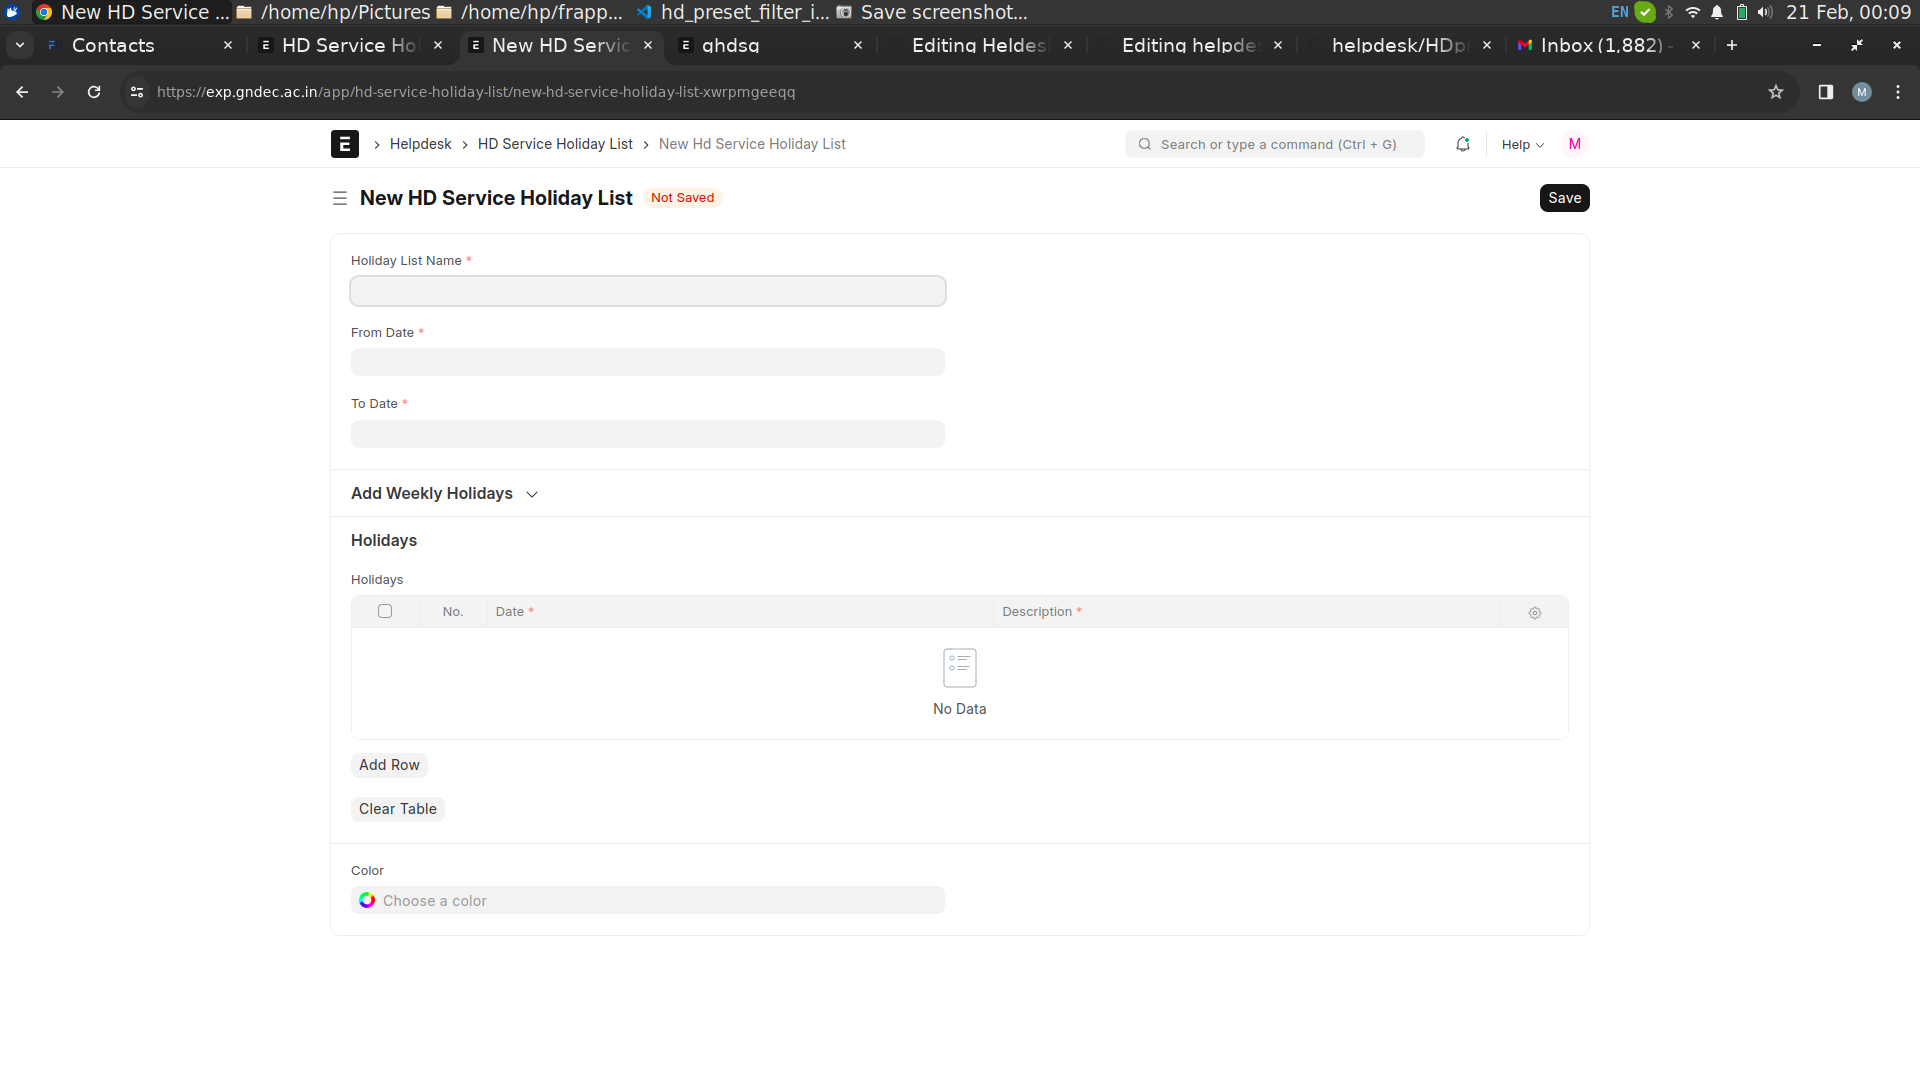 New HD Service ... /home/hp/Pictures /home/hp/frapp... hd_preset_filter_i... Save screenshot... EN 21 Feb, 00:09
Contacts HD Service Ho New HD Servic ghdsq Editing Heldes Editing helpde helpdesk/HDp Inbox (1,882) -
https://exp.gndec.ac.in/app/hd-service-holiday-list/new-hd-service-holiday-list-xwrpmgeeqq M
Helpdesk HD Service Holiday List New Hd Service Holiday List Search or type a command (Ctrl + G) Help M
New HD Service Holiday List Not Saved Save
Holiday List Name *
From Date *
To Date *
Add Weekly Holidays
Holidays
Holidays
No. Date * Description *
No Data
Add Row
Clear Table
Color
Choose a color